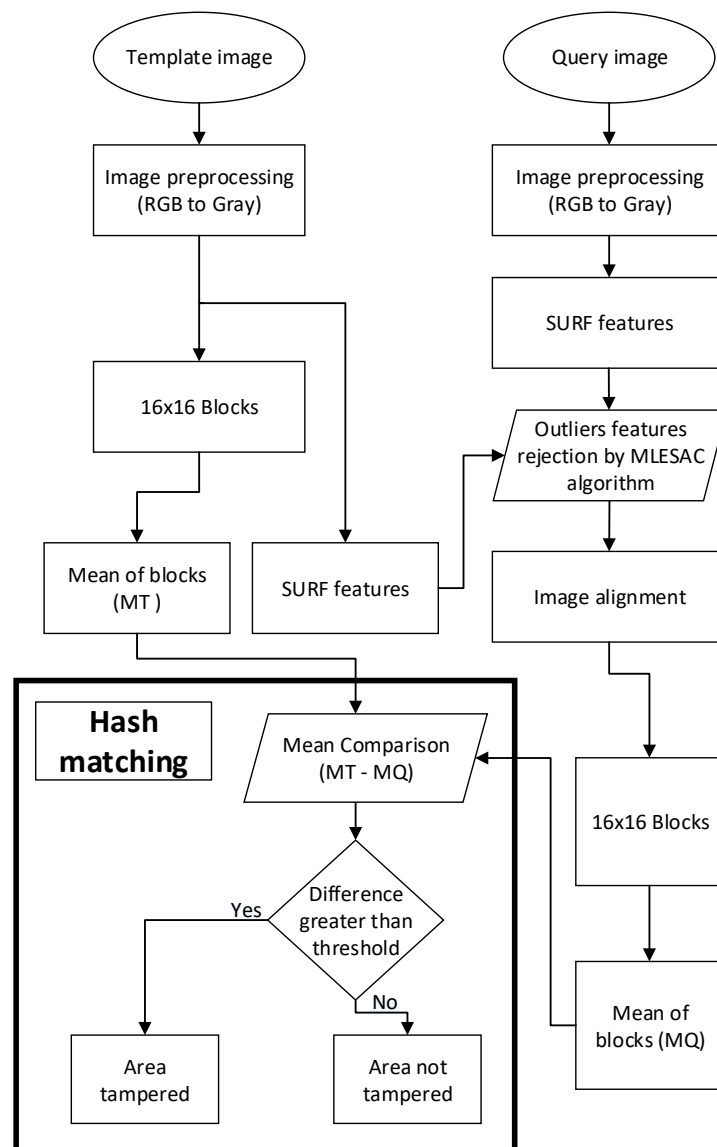 Template image
Query image
Image preprocessing
(RGB to Gray)
Image preprocessing
(RGB to Gray)
SURF features
16x16 Blocks
Outliers features
rejection by MLESAC
algorithm
Mean of blocks
(MT )
SURF features
Image alignment
Hash
matching
Mean Comparison
(MT - MQ)
16x16 Blocks
Difference
greater than
threshold
Yes
No
Mean of
blocks (MQ)
Area
tampered
Area not
tampered